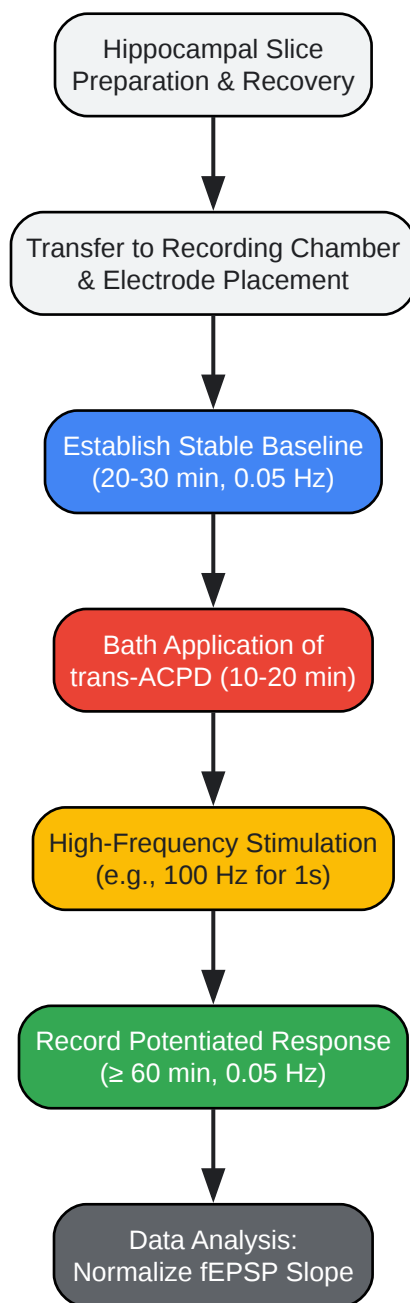 Hippocampal Slice
Preparation & Recovery
Transfer to Recording Chamber
& Electrode Placement
Establish Stable Baseline
(20-30 min, 0.05 Hz)
Bath Application of
trans-ACPD (10-20 min)
High-Frequency Stimulation
(e.g., 100 Hz for 1s)
Record Potentiated Response
(≥ 60 min, 0.05 Hz)
Data Analysis:
Normalize fEPSP Slope